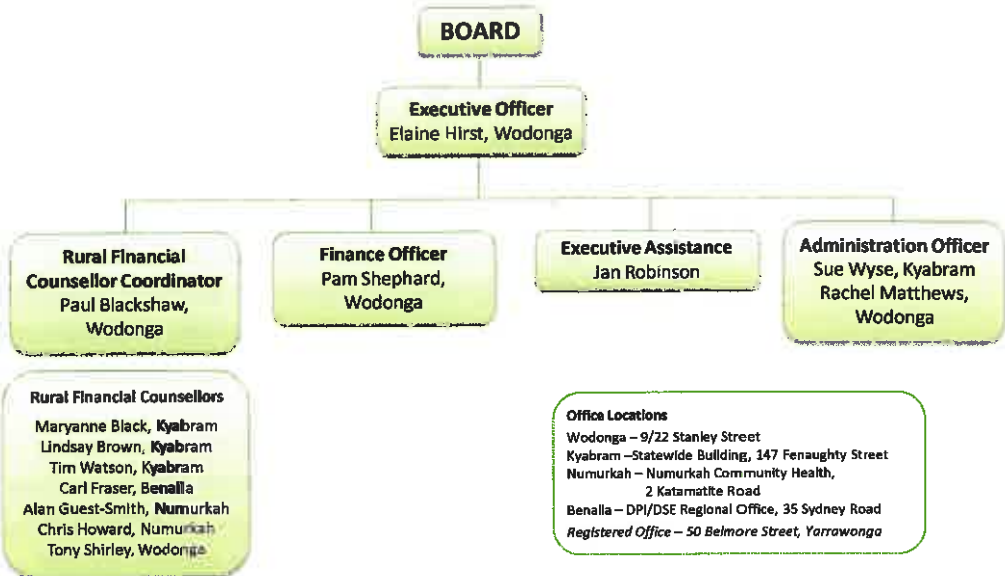 BOARD
Executive Officer
Elaine Hirst, Wodonga
Rural Financial
Counsellor Coordinator
Paul Blackshaw,
Wodonga
Finance Officer
Pam Shephard,
Wodonga
Executive Assistance
Jan Robinson
Administration Officer
Sue Wyse, Kyabram
Rachel Matthews,
Wodonga
Rural Financial Counsellors
Maryanne Black, Kyabram
Lindsay Brown, Kyabram
Tim Watson, Kyabram
Carl Fraser, Benalla
Alan Guest-Smith, Numurkah
Chris Howard, Numurkah
Tony Shirley, Wodonga
Office Locations
Wodonga – 9/22 Stanley Street
Kyabram –Statewide Building, 147 Fenaughty Street
Numurkah – Numurkah Community Health,
2 Katamatite Road
Benalla – DPI/DSE Regional Office, 35 Sydney Road
Registered Office – 50 Belmore Street, Yarrawonga